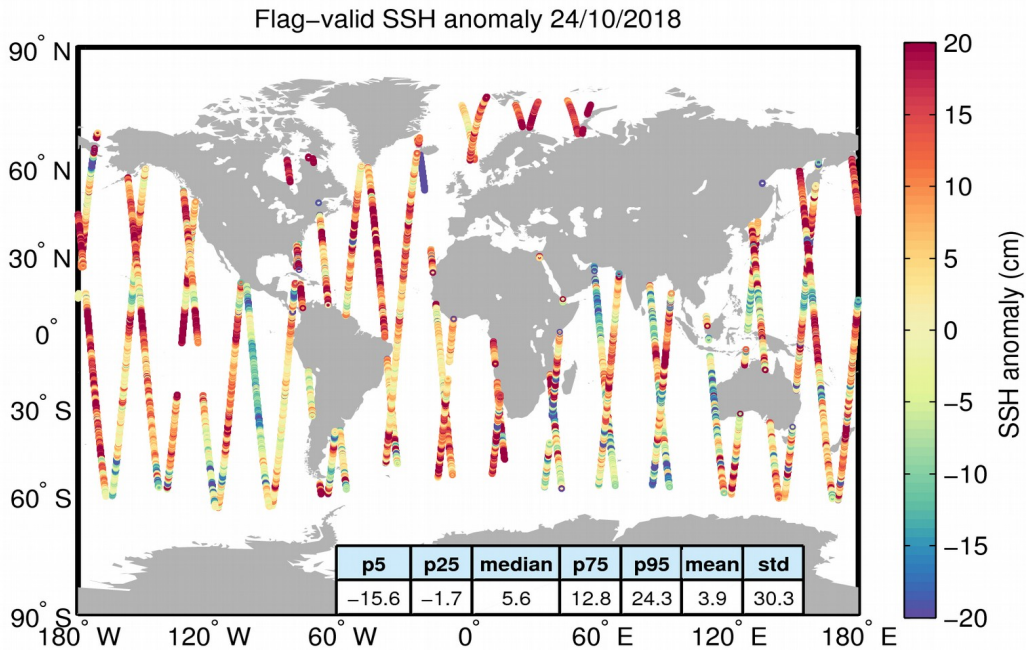 Flag−valid SSH anomaly 24/10/2018
90° N
60° N
30° N
0°
30° S
60° S
90° S
180° W
120° W
60° W
0°
60° E
120° E
180° E
p5 p25 median p75 p95 mean std
−15.6 −1.7 5.6 12.8 24.3 3.9 30.3
20
15
10
5
0
−5
−10
−15
−20
SSH anomaly (cm)